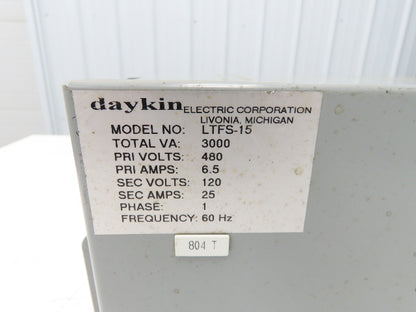 daykin ELECTRIC CORPORATION
LIVONIA, MICHIGAN
MODEL NO: LTFS-15
TOTAL VA: 3000
PRI VOLTS: 480
PRI AMPS: 6.5
SEC VOLTS: 120
SEC AMPS: 25
PHASE: 1
FREQUENCY: 60 Hz
804 T